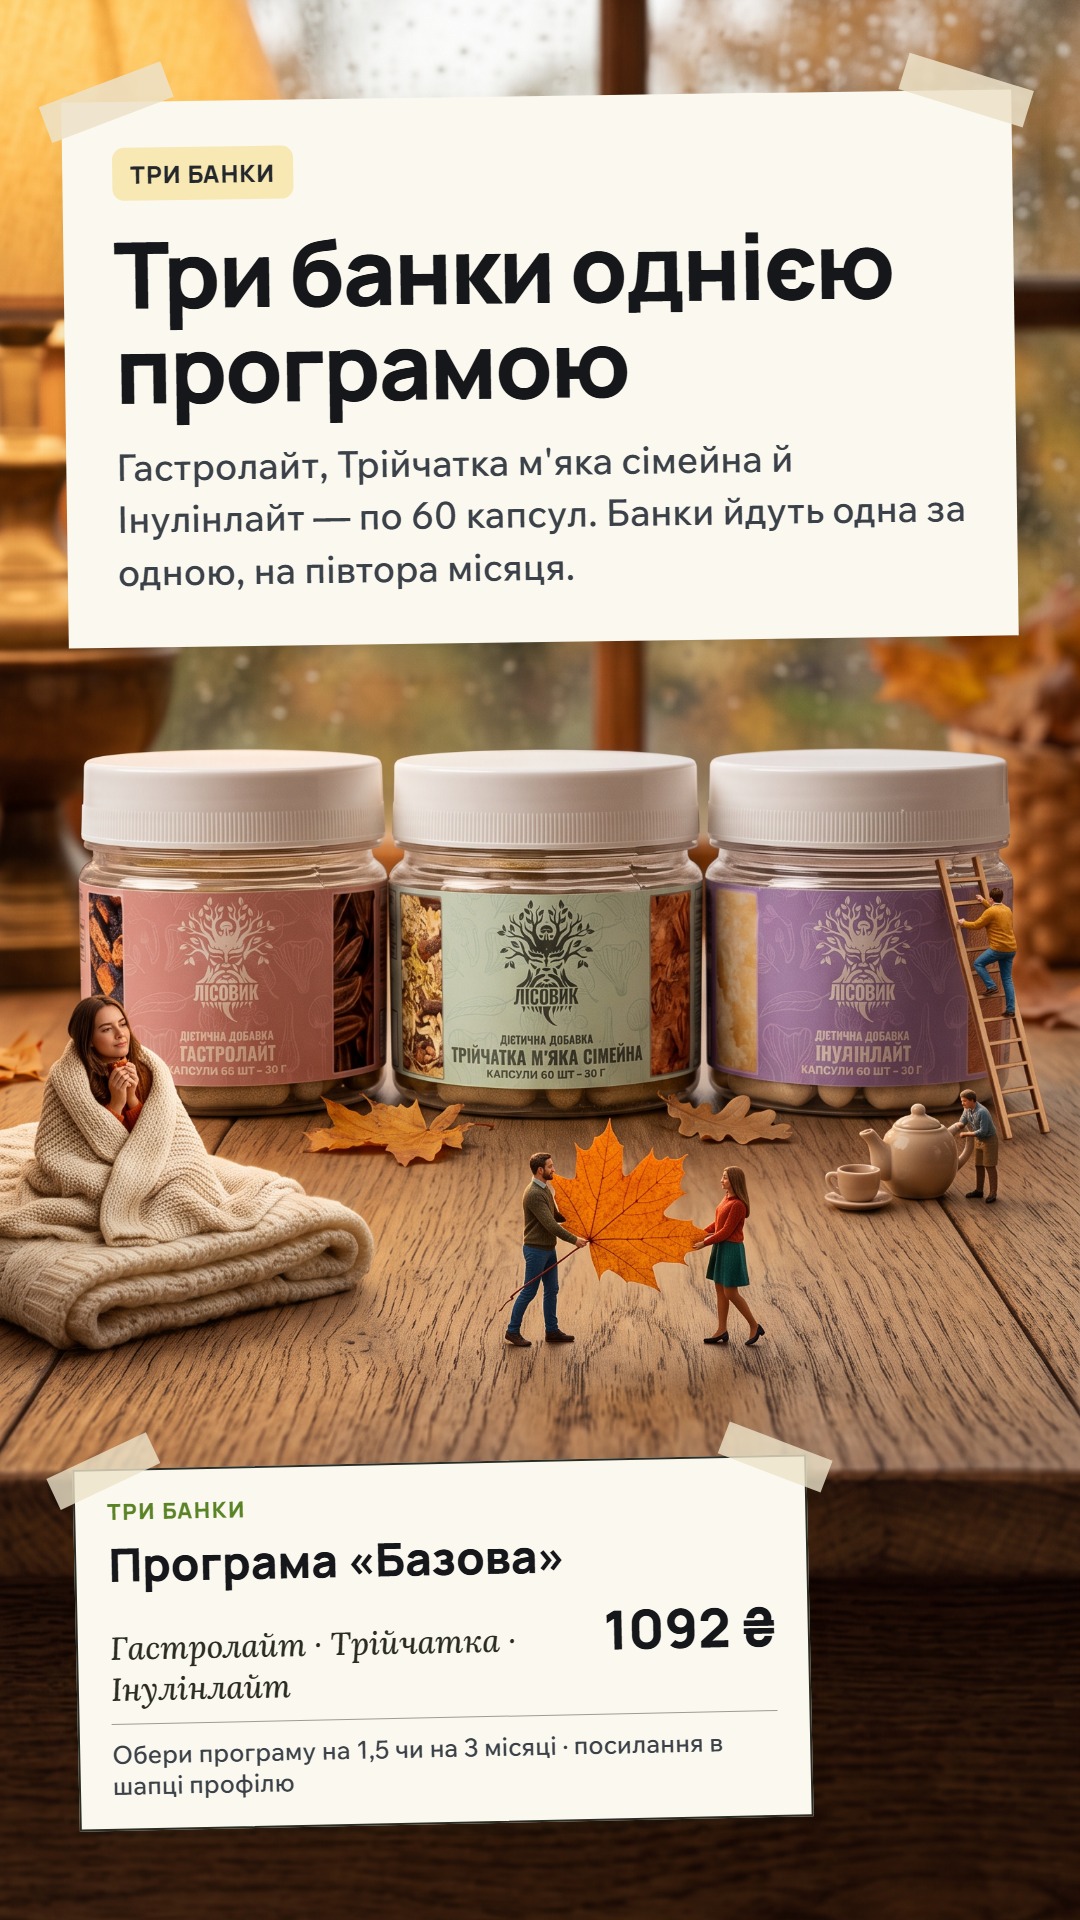 ТРИ БАНКИ
Три банки однією
програмою
Гастролайт, Трійчатка м'яка сімейна й
Інулінлайт — по 60 капсул. Банки йдуть одна за
одною, на півтора місяця.
ЛІСОВИК
ДІЄТИЧНА ДОБАВКА
ГАСТРОЛАЙТ
КАПСУЛИ 60 ШТ – 30 Г
ЛІСОВИК
ДІЄТИЧНА ДОБАВКА
ТРІЙЧАТКА М'ЯКА СІМЕЙНА
КАПСУЛИ 60 ШТ – 30 Г
ЛІСОВИК
ДІЄТИЧНА ДОБАВКА
ІНУЛІНЛАЙТ
КАПСУЛИ 60 ШТ – 30 Г
ТРИ БАНКИ
Програма «Базова»
Гастролайт · Трійчатка ·
Інулінлайт
1092 ₴
Обери програму на 1,5 чи на 3 місяці · посилання в
шапці профілю